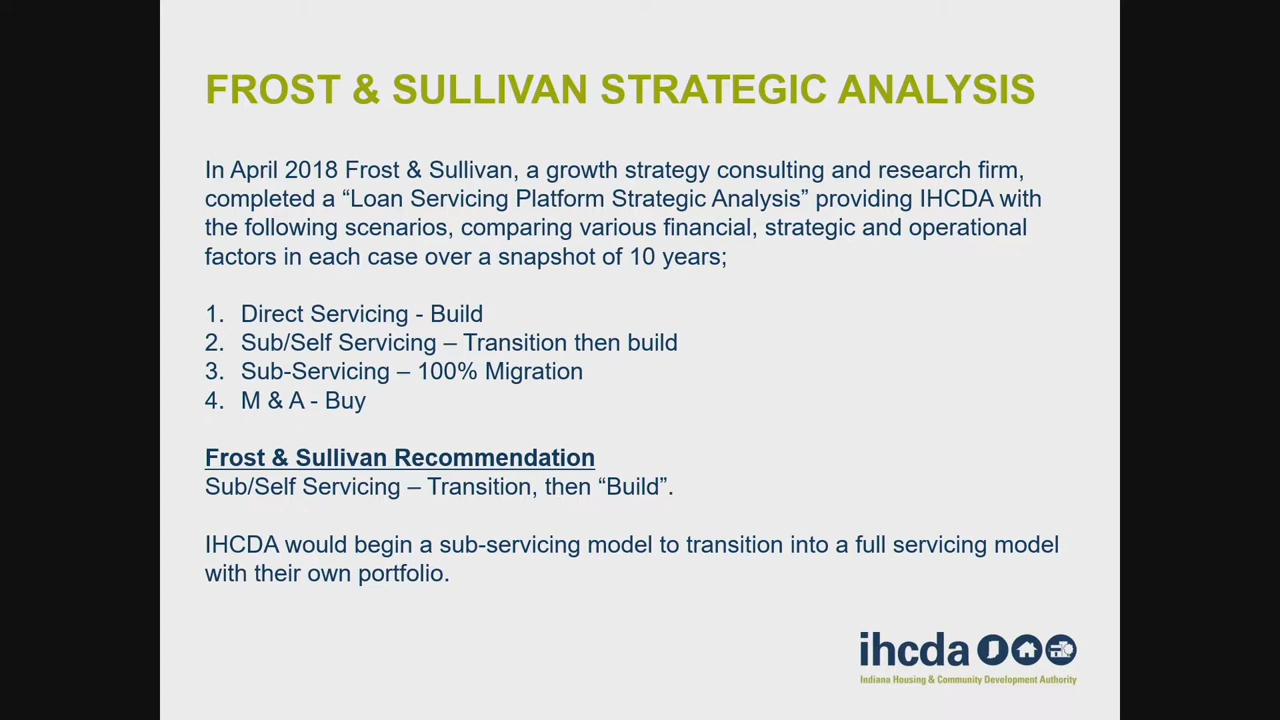 FROST & SULLIVAN STRATEGIC ANALYSIS
In April 2018 Frost & Sullivan, a growth strategy consulting and research firm,
completed a “Loan Servicing Platform Strategic Analysis” providing IHCDA with
the following scenarios, comparing various financial, strategic and operational
factors in each case over a snapshot of 10 years;
1. Direct Servicing - Build
2. Sub/Self Servicing – Transition then build
3. Sub-Servicing – 100% Migration
4. M & A - Buy
Frost & Sullivan Recommendation
Sub/Self Servicing – Transition, then “Build”.
IHCDA would begin a sub-servicing model to transition into a full servicing model
with their own portfolio.
ihcda
Indiana Housing & Community Development Authority